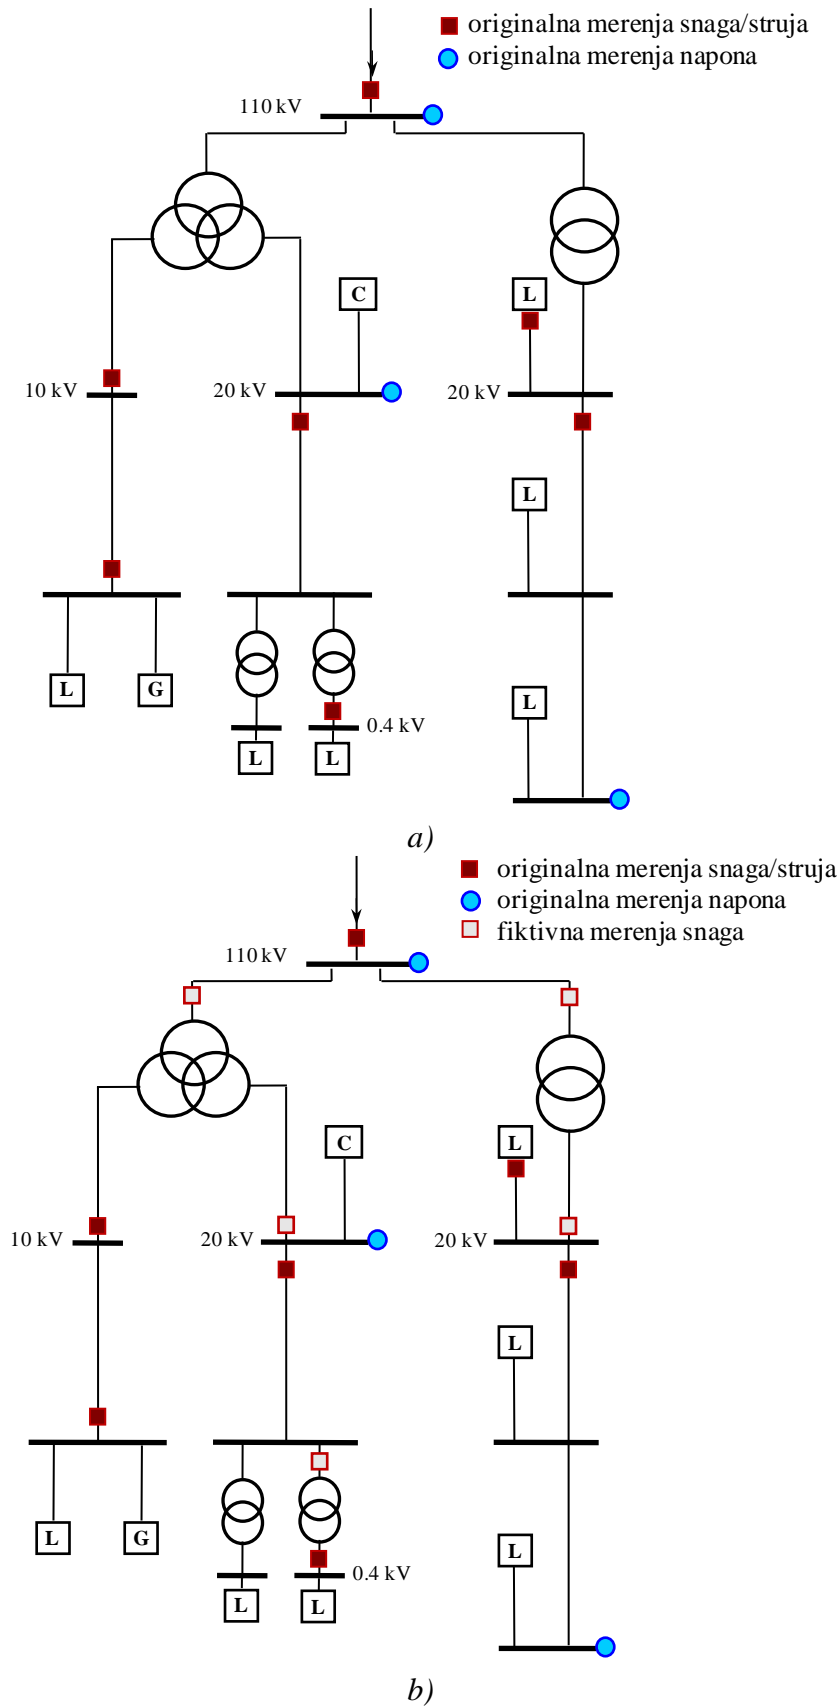 originalna merenja snaga/struja
originalna merenja napona
110 kV
C
L
10 kV
20 kV
20 kV
L
L
G
L
0.4 kV
L
L
a)
originalna merenja snaga/struja
originalna merenja napona
fiktivna merenja snaga
110 kV
C
L
10 kV
20 kV
20 kV
L
L
G
L
0.4 kV
L
L
b)